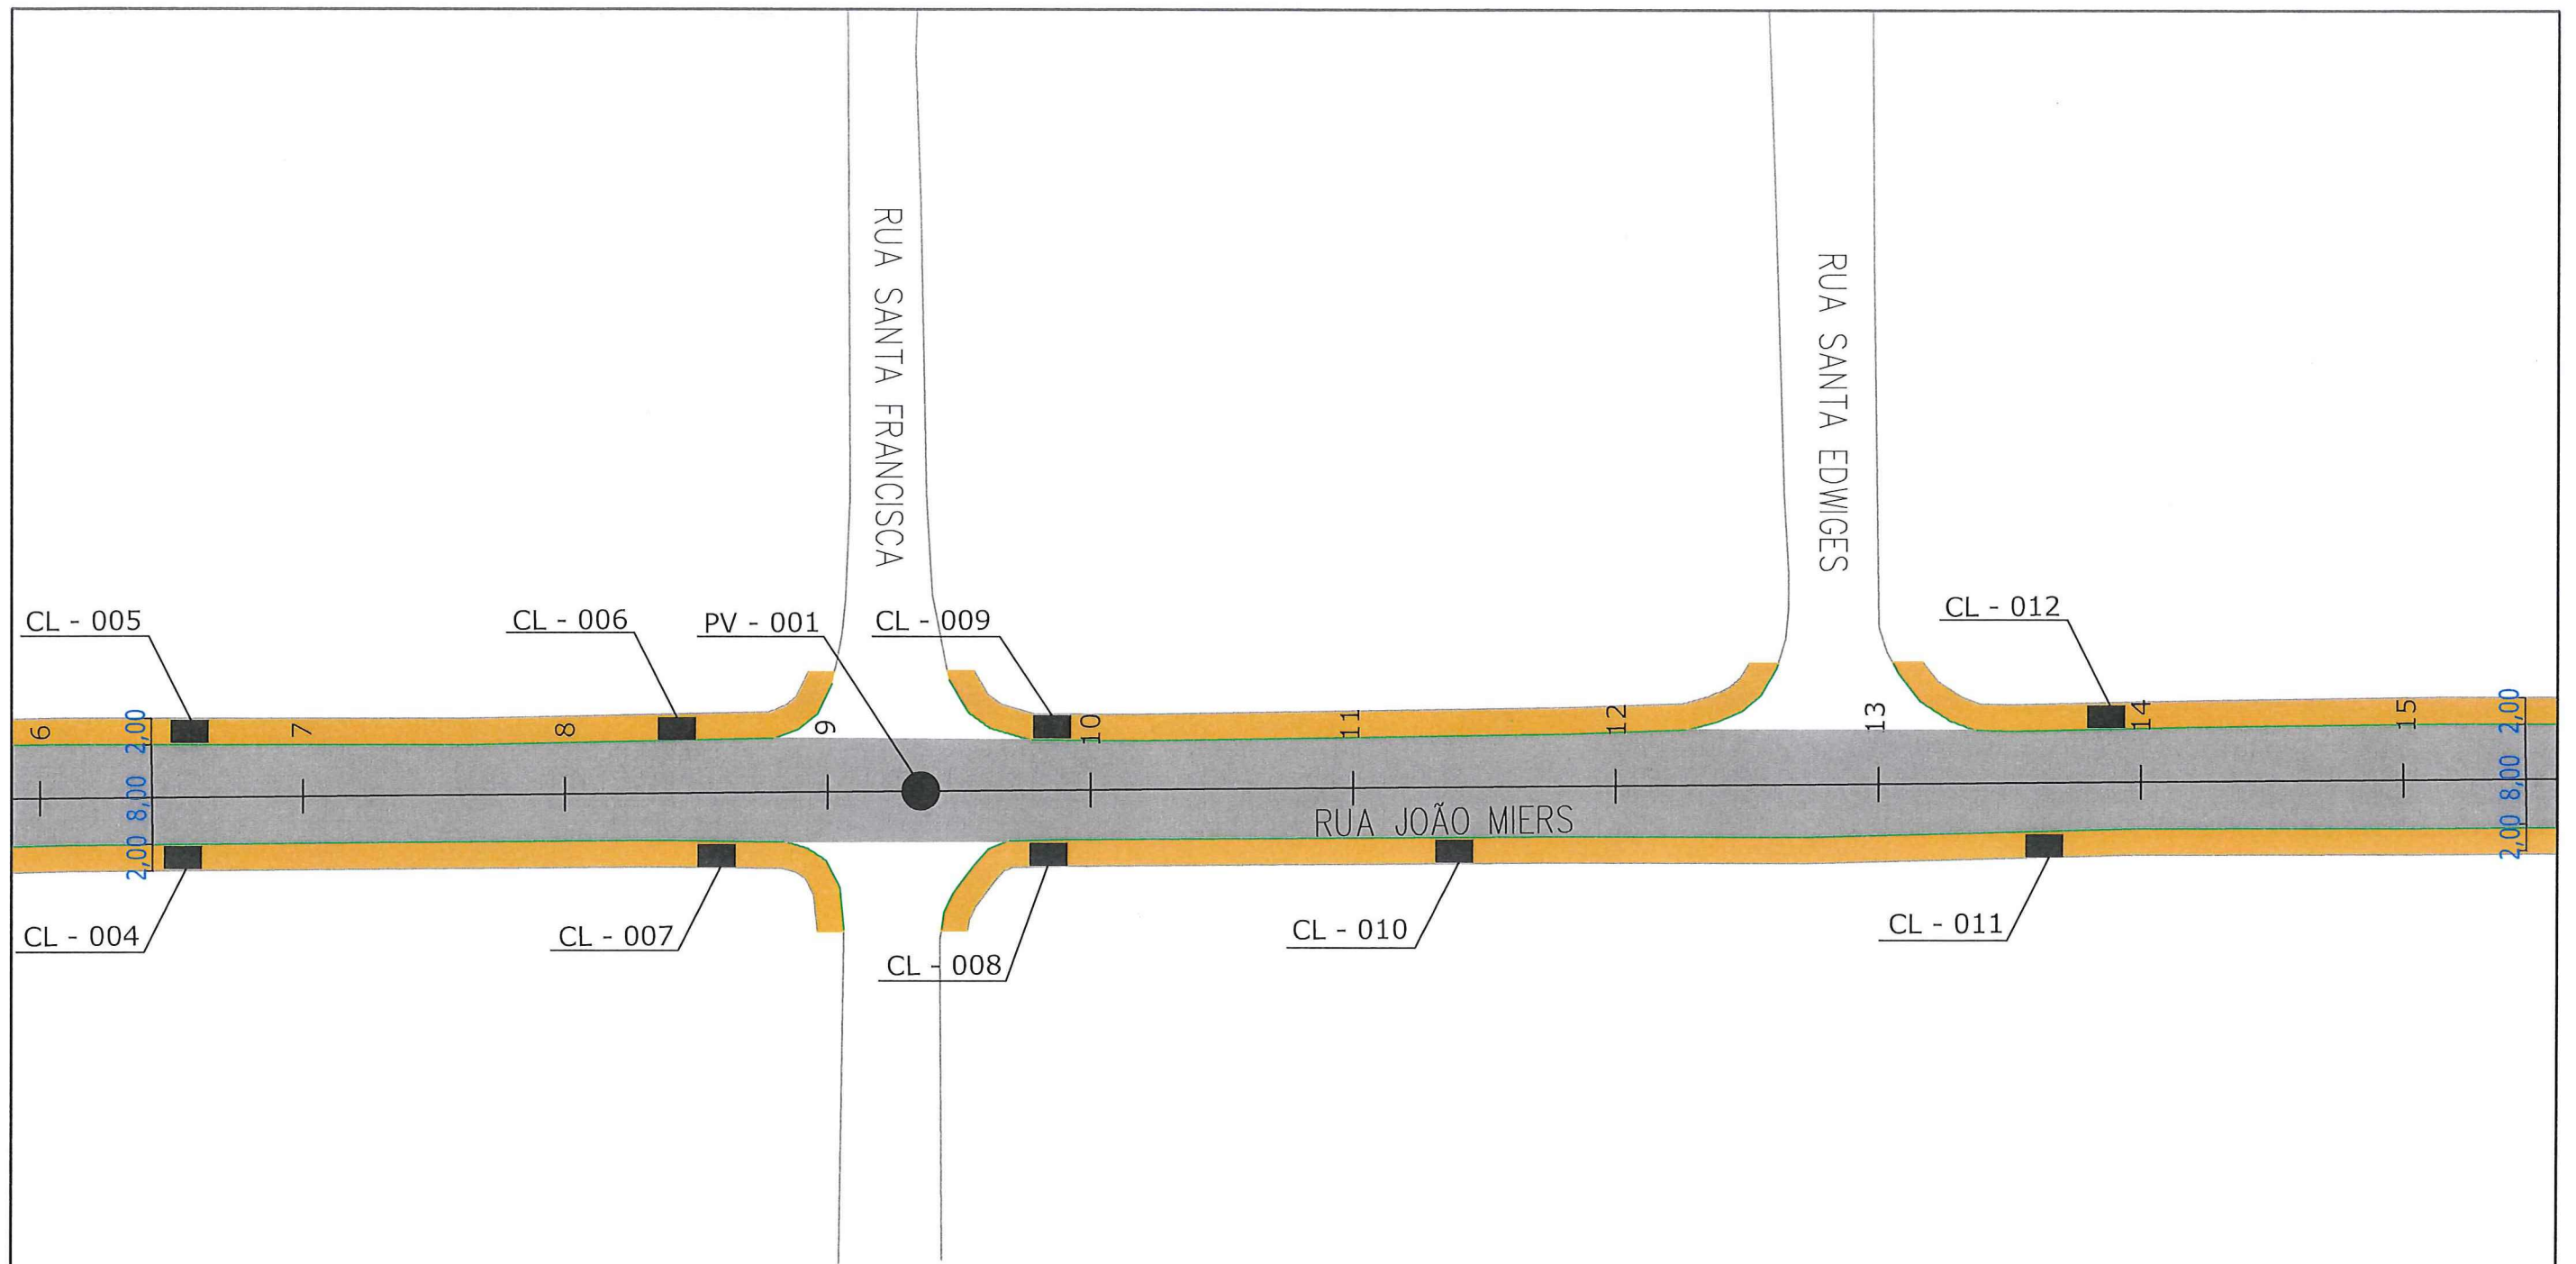 RUA SANTA FRANCISCA
RUA SANTA EDWIGES
CL - 005
CL - 006
PV - 001
CL - 009
CL - 012
6
7
8
9
10
11
12
13
14
15
2,00
8,00
2,00
2,00
8,00
2,00
RUA JOÃO MIERS
CL - 004
CL - 007
CL - 008
CL - 010
CL - 011